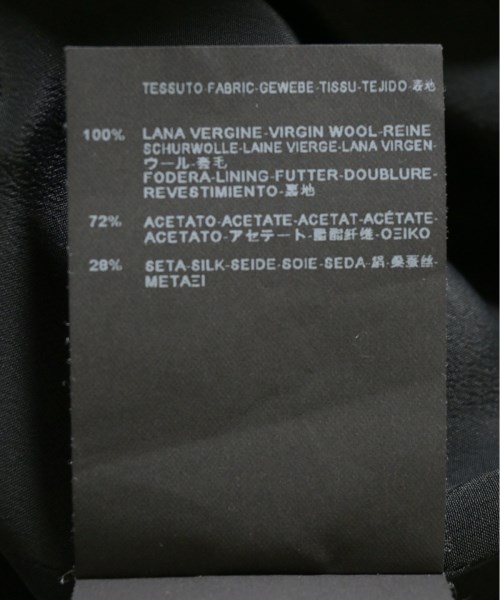 TESSUTO-FABRIC-GEWEBE-TISSU-TEJIDO-表地
100% LANA VERGINE-VIRGIN WOOL-REINE
SCHURWOLLE-LAINE VIERGE-LANA VIRGEN-
ウール-羊毛
FODERA-LINING-FUTTER-DOUBLURE-
REVESTIMIENTO-裏地
72% ACETATO-ACETATE-ACETAT-ACÉTATE-
ACETATO-アセテート-醋酯纤维-ΟΞΙΚΟ
28% SETA-SILK-SEIDE-SOIE-SEDA-絹-桑蚕丝-
ΜΕΤΑΞΙ